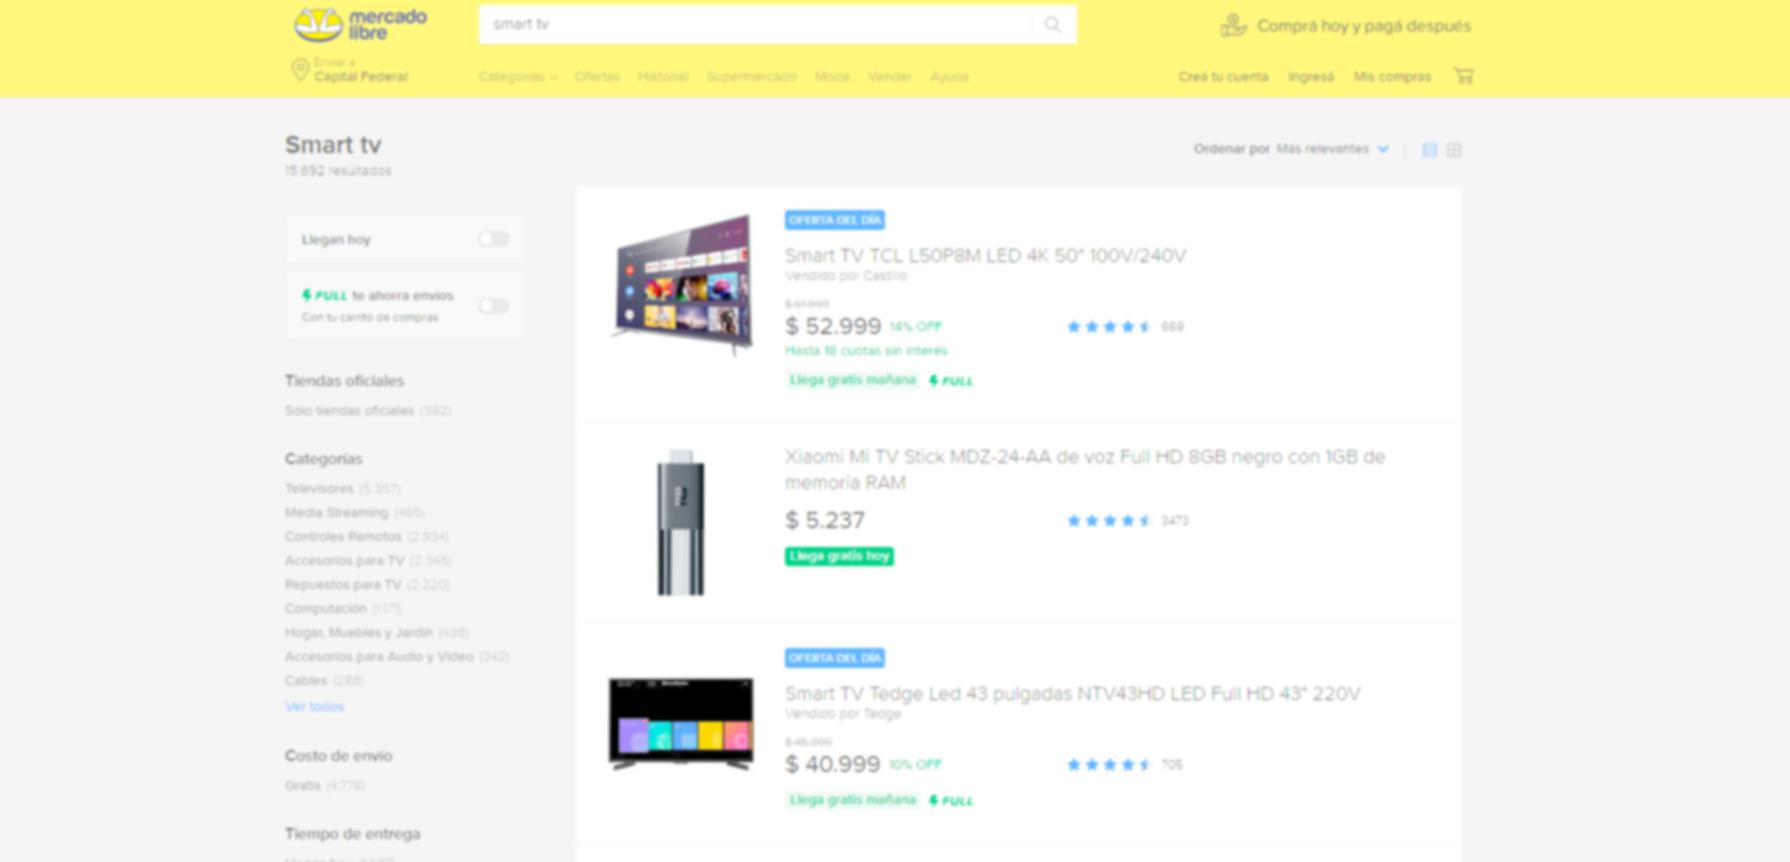 mercado
libre
smart tv
Comprá hoy y pagá después
Enviar a
Capital Federal
Categorías Ofertas Historial Supermercado Moda Vender Ayuda
Creá tu cuenta Ingresá Mis compras
Smart tv
15.692 resultados
Ordenar por Más relevantes
Llegan hoy
FULL te ahorra envíos
Con tu carrito de compras
Tiendas oficiales
Solo tiendas oficiales (582)
Categorías
Televisores (5.357)
Media Streaming (465)
Controles Remotos (2.834)
Accesorios para TV (2.345)
Repuestos para TV (2.220)
Computación (1.171)
Hogar, Muebles y Jardín (436)
Accesorios para Audio y Video (342)
Cables (288)
Ver todos
Costo de envío
Gratis (4.778)
Tiempo de entrega
OFERTA DEL DÍA
Smart TV TCL L50P8M LED 4K 50" 100V/240V
Vendido por Castillo
$ 61.999
$ 52.999 14% OFF
669
Hasta 18 cuotas sin interés
Llega gratis mañana FULL
Xiaomi Mi TV Stick MDZ-24-AA de voz Full HD 8GB negro con 1GB de
memoria RAM
$ 5.237
3473
Llega gratis hoy
OFERTA DEL DÍA
Smart TV Tedge Led 43 pulgadas NTV43HD LED Full HD 43" 220V
Vendido por Tedge
$ 45.999
$ 40.999 10% OFF
705
Llega gratis mañana FULL